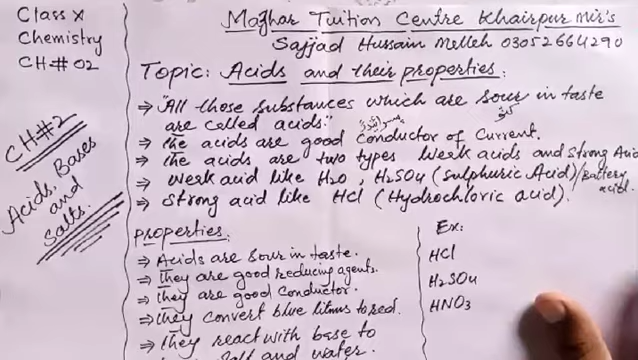 Class X
Chemistry
CH# 02
Mazhar Tuition Centre Khairpur Mir's
Sajjad Hussain Melleh 03052664290
Topic: Acids and their properties:
CH#2
Acids, Bases
and
Salts.
⇒ "All those substances which are sour in taste
are called acids."
⇒ The acids are good conductor of current.
⇒ The acids are two types weak acids and Strong Acid
⇒ Weak acid like H2O, H2SO4 (Sulphuric Acid)/Battery
acid.
⇒ Strong acid like HCl (Hydrochloric acid).
Properties:
⇒ Acids are Sour in taste.
⇒ They are good reducing agents.
⇒ They are good Conductor.
⇒ They convert blue litmus to red.
⇒ They react with base to
Salt and water.
Ex:
HCl
H2SO4
HNO3